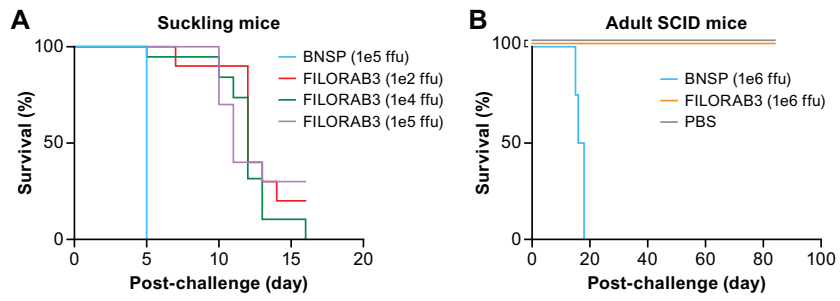 A
Suckling mice
Survival (%)
100
50
0
0
5
10
15
20
Post-challenge (day)
BNSP (1e5 ffu)
FILORAB3 (1e2 ffu)
FILORAB3 (1e4 ffu)
FILORAB3 (1e5 ffu)
B
Adult SCID mice
Survival (%)
100
50
0
0
20
40
60
80
100
Post-challenge (day)
BNSP (1e6 ffu)
FILORAB3 (1e6 ffu)
PBS